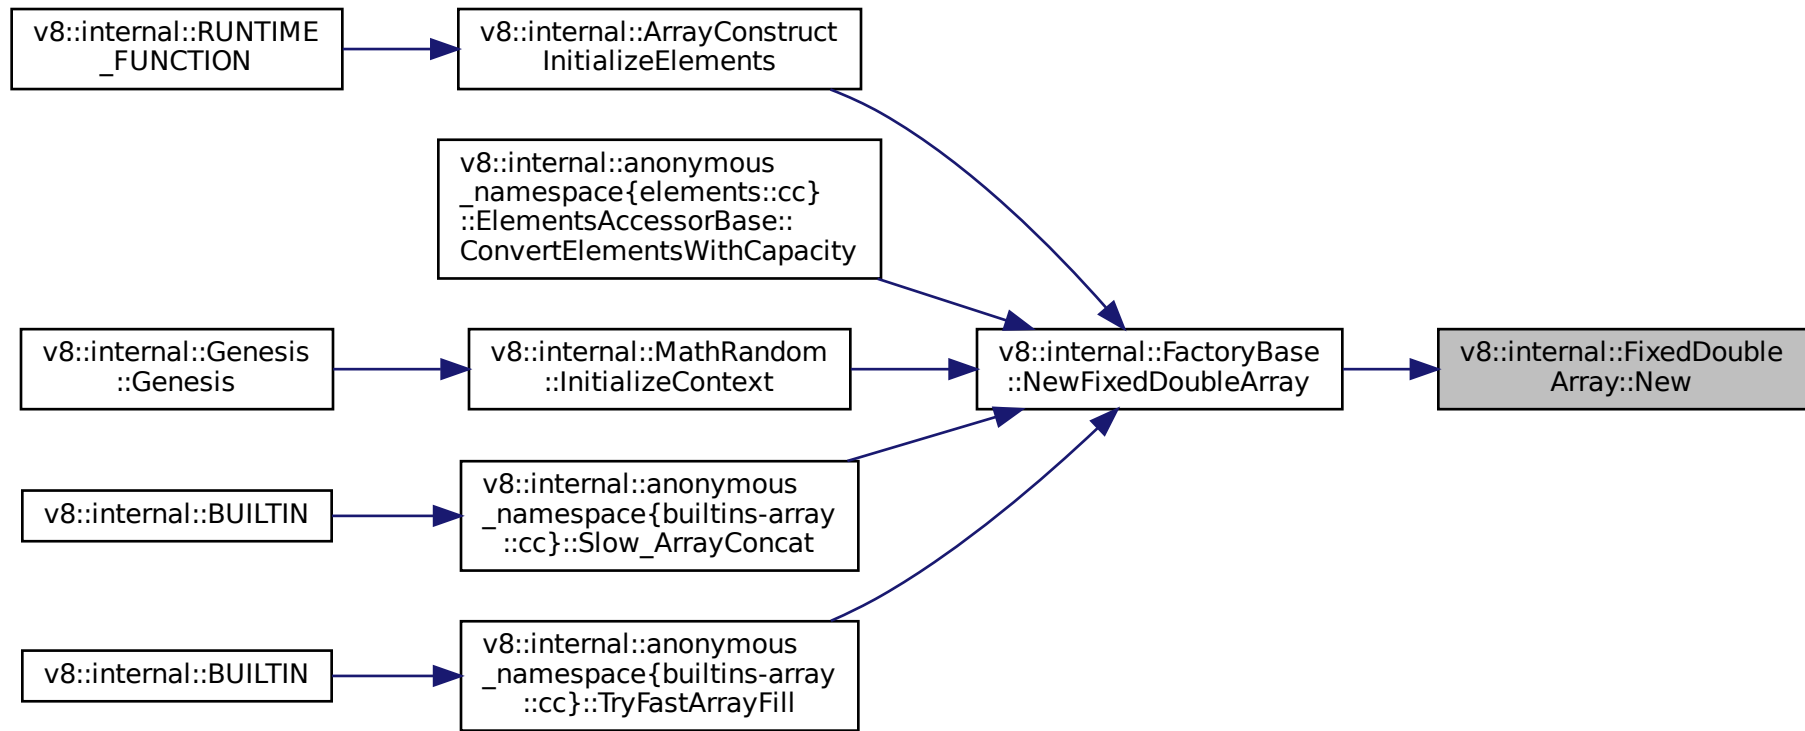 v8::internal::RUNTIME
_FUNCTION
v8::internal::ArrayConstruct
InitializeElements
v8::internal::anonymous
_namespace{elements::cc}
::ElementsAccessorBase::
ConvertElementsWithCapacity
v8::internal::Genesis
::Genesis
v8::internal::MathRandom
::InitializeContext
v8::internal::FactoryBase
::NewFixedDoubleArray
v8::internal::FixedDouble
Array::New
v8::internal::BUILTIN
v8::internal::anonymous
_namespace{builtins-array
::cc}::Slow_ArrayConcat
v8::internal::BUILTIN
v8::internal::anonymous
_namespace{builtins-array
::cc}::TryFastArrayFill